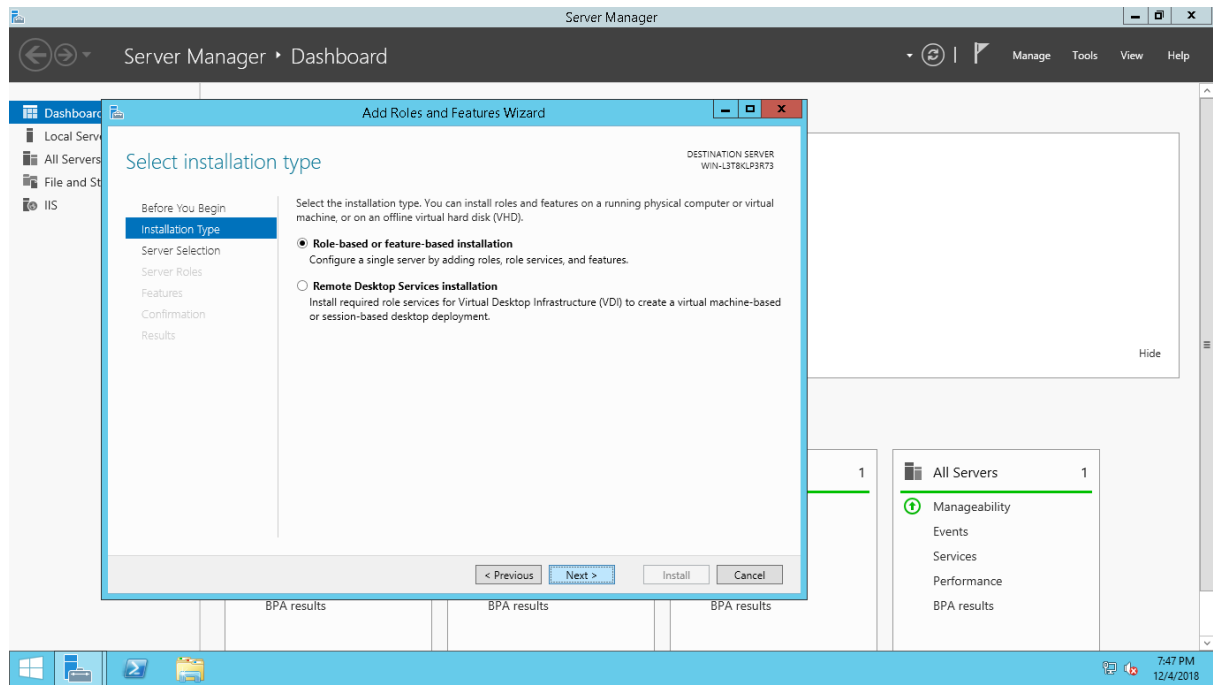 Server Manager
Server Manager ‣ Dashboard
Manage Tools View Help
Dashboard
Local Serve
All Servers
File and St
IIS
Add Roles and Features Wizard
Select installation type
DESTINATION SERVER
WIN-L3T8KLP3R73
Before You Begin
Installation Type
Server Selection
Server Roles
Features
Confirmation
Results
Select the installation type. You can install roles and features on a running physical computer or virtual
machine, or on an offline virtual hard disk (VHD).
Role-based or feature-based installation
Configure a single server by adding roles, role services, and features.
Remote Desktop Services installation
Install required role services for Virtual Desktop Infrastructure (VDI) to create a virtual machine-based
or session-based desktop deployment.
< Previous Next > Install Cancel
Hide
1
All Servers 1
Manageability
Events
Services
Performance
BPA results
BPA results
BPA results
BPA results
7:47 PM
12/4/2018